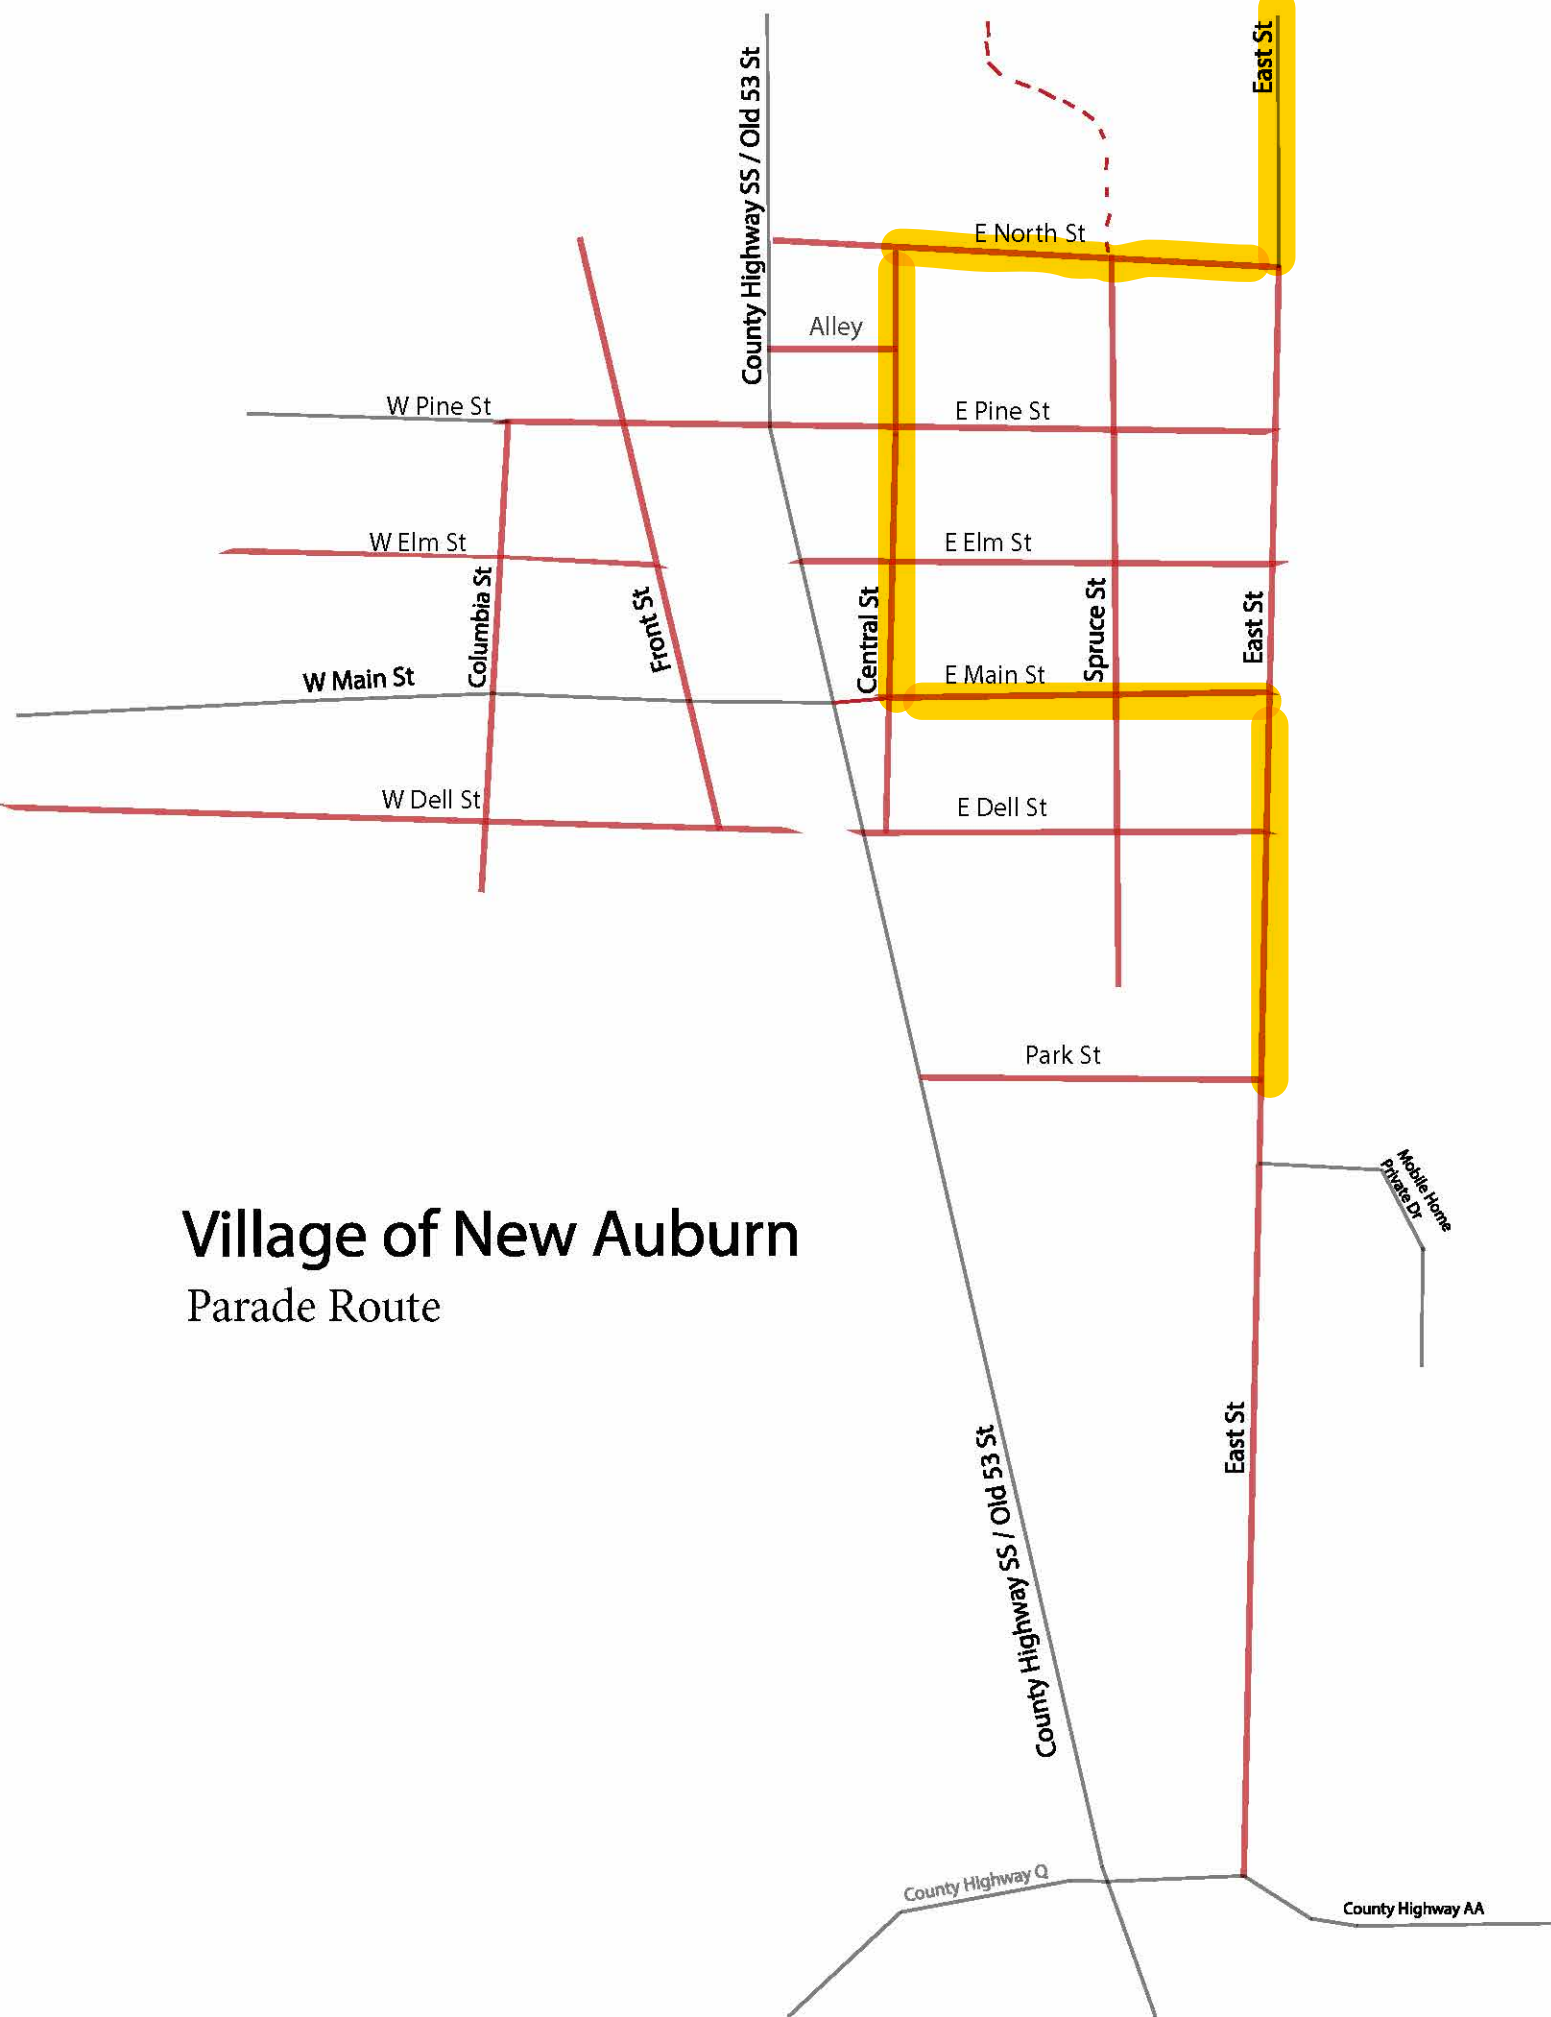 East St
County Highway SS / Old 53 St
E North St
Alley
W Pine St
E Pine St
W Elm St
E Elm St
Columbia St
Front St
Central St
Spruce St
East St
W Main St
E Main St
W Dell St
E Dell St
Park St
Mobile Home
Private Dr
Village of New Auburn
Parade Route
East St
County Highway SS / Old 53 St
County Highway Q
County Highway AA